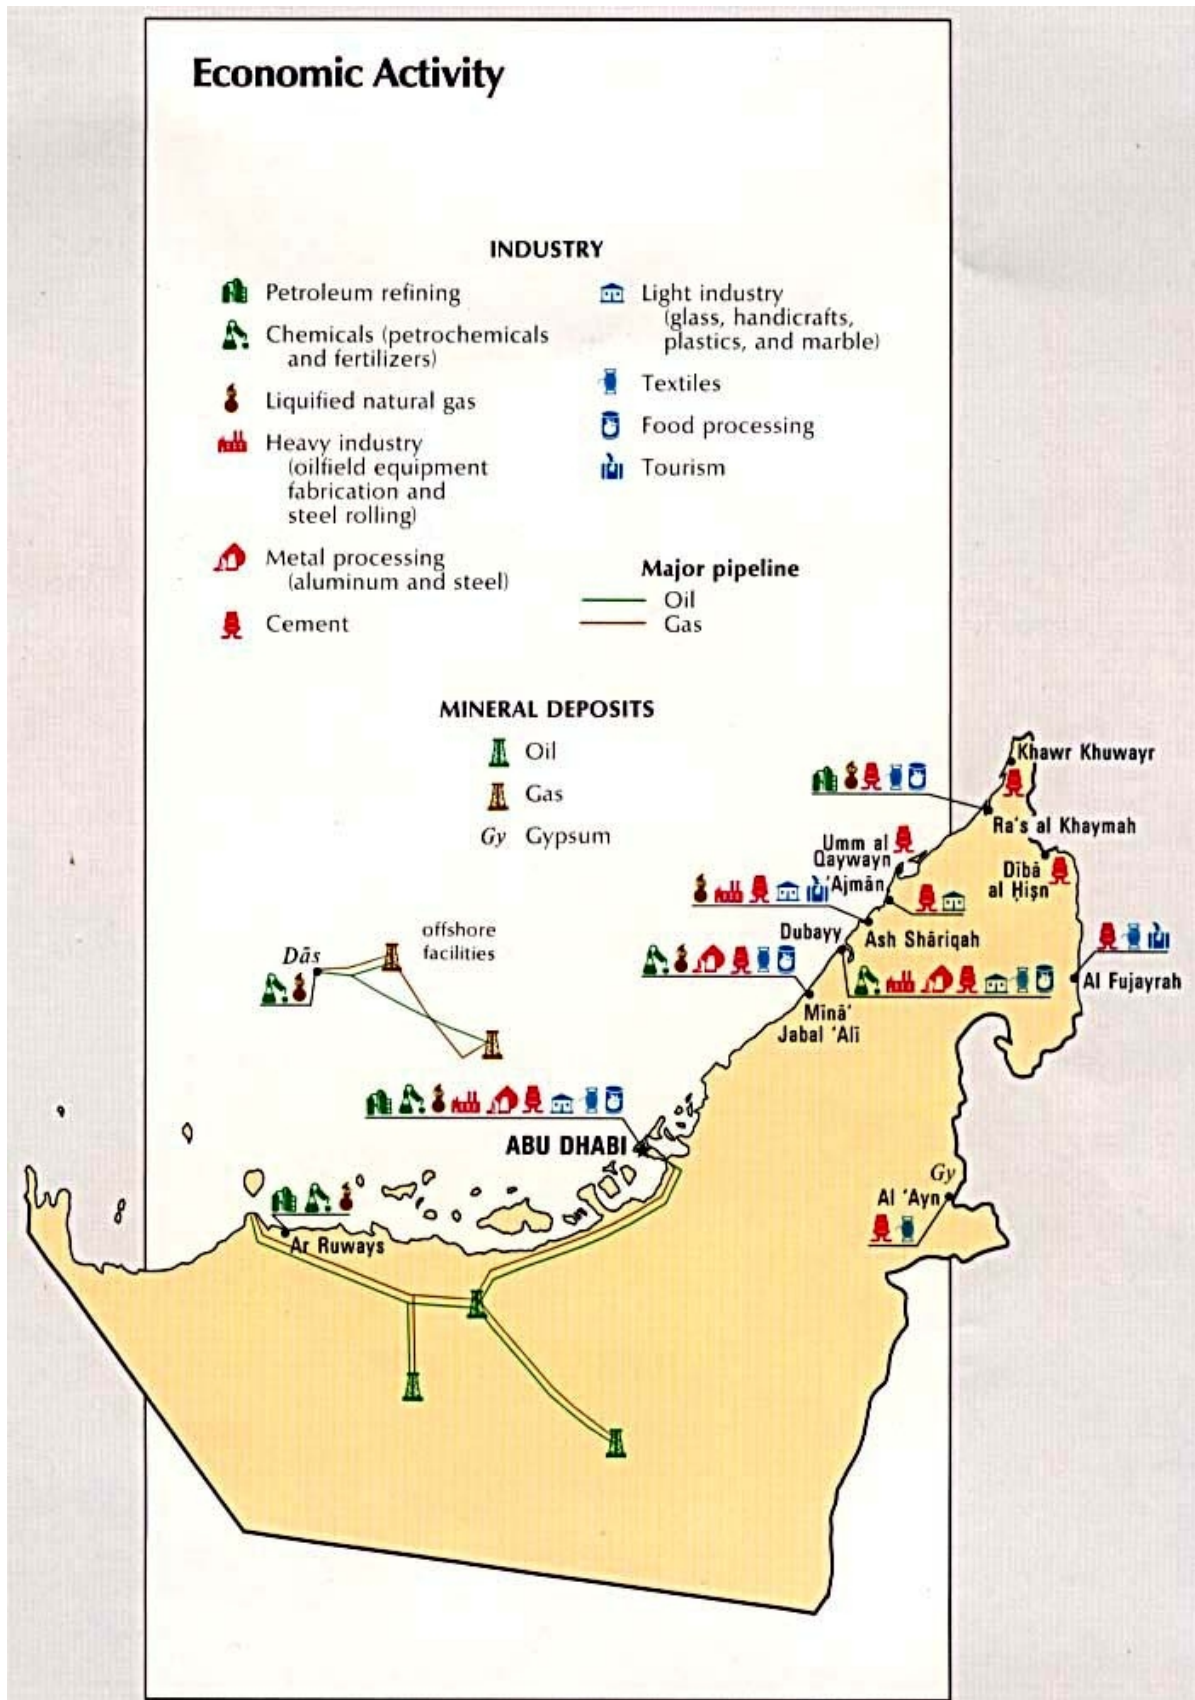 Economic Activity
INDUSTRY
Petroleum refining
Chemicals (petrochemicals
and fertilizers)
Liquified natural gas
Heavy industry
(oilfield equipment
fabrication and
steel rolling)
Metal processing
(aluminum and steel)
Cement
Light industry
(glass, handicrafts,
plastics, and marble)
Textiles
Food processing
Tourism
Major pipeline
Oil
Gas
MINERAL DEPOSITS
Oil
Gas
Gy Gypsum
Khawr Khuwayr
Ra's al Khaymah
Umm al
Qaywayn
Dībā
al Ḥiṣn
'Ajmān
Dubayy
Ash Shāriqah
Al Fujayrah
Mīnā'
Jabal 'Alī
offshore
facilities
Dās
ABU DHABI
Gy
Al 'Ayn
Ar Ruways